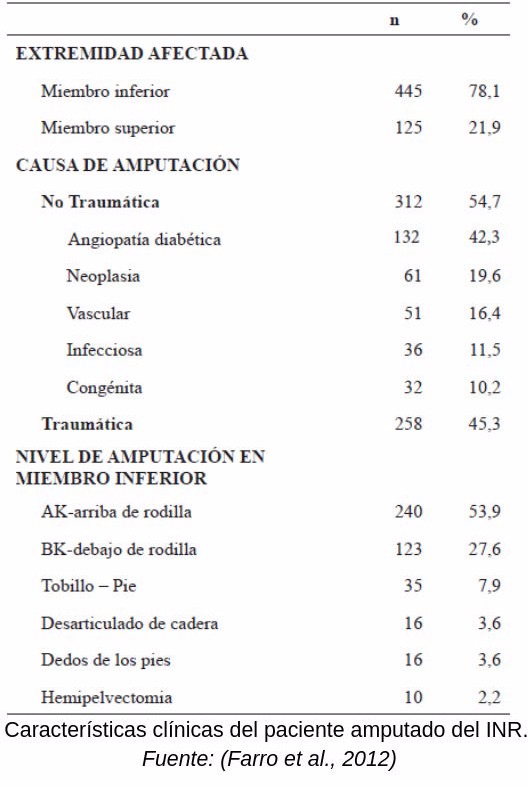 n %
EXTREMIDAD AFECTADA
Miembro inferior 445 78,1
Miembro superior 125 21,9
CAUSA DE AMPUTACIÓN
No Traumática 312 54,7
Angiopatía diabética 132 42,3
Neoplasia 61 19,6
Vascular 51 16,4
Infecciosa 36 11,5
Congénita 32 10,2
Traumática 258 45,3
NIVEL DE AMPUTACIÓN EN
MIEMBRO INFERIOR
AK-arriba de rodilla 240 53,9
BK-debajo de rodilla 123 27,6
Tobillo – Pie 35 7,9
Desarticulado de cadera 16 3,6
Dedos de los pies 16 3,6
Hemipelvectomia 10 2,2
Características clínicas del paciente amputado del INR.
Fuente: (Farro et al., 2012)